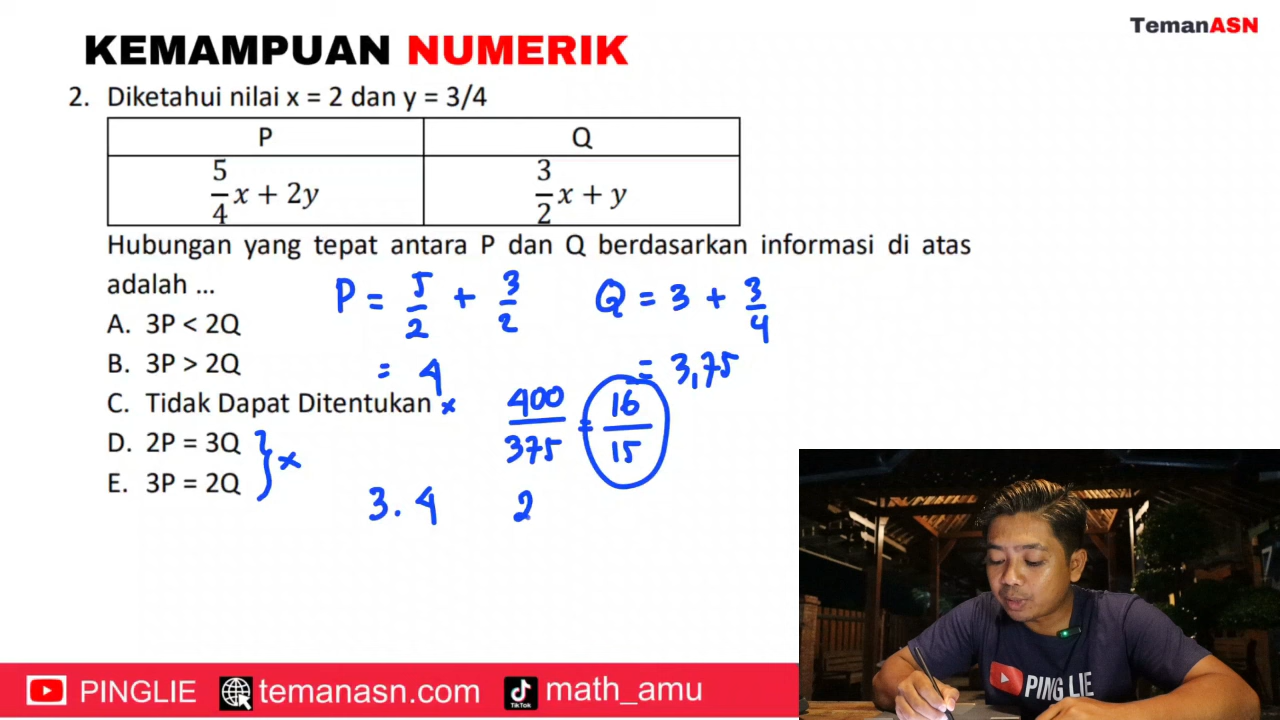 TemanASN
KEMAMPUAN NUMERIK
2. Diketahui nilai x = 2 dan y = 3/4
P Q
5/4 x + 2y 3/2 x + y
Hubungan yang tepat antara P dan Q berdasarkan informasi di atas
adalah ...
P = 5/2 + 3/2 Q = 3 + 3/4
A. 3P < 2Q
B. 3P > 2Q
= 4 = 3,75
C. Tidak Dapat Ditentukan x
400/375 = 16/15
D. 2P = 3Q
E. 3P = 2Q } x
3 . 4 2
PING LIE
PINGLIE temanasn.com TikTok math_amu